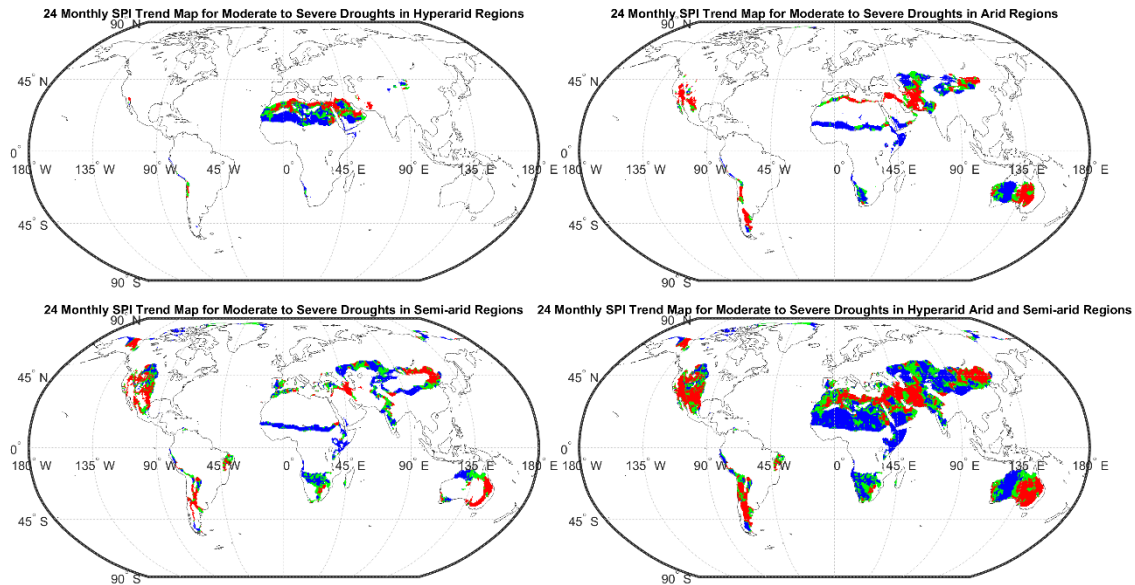 24 Monthly SPI Trend Map for Moderate to Severe Droughts in Hyperarid Regions
90° N
45° N
0°
180° W 135° W 90° W 45° W 0 45° E 90° E 135° E 180° E
45° S
90° S
24 Monthly SPI Trend Map for Moderate to Severe Droughts in Arid Regions
90° N
45° N
0°
180° W 135° W 90° W 45° W 0 45° E 90° E 135° E 180° E
45° S
90° S
24 Monthly SPI Trend Map for Moderate to Severe Droughts in Semi-arid Regions
90° N
45° N
0°
180° W 135° W 90° W 45° W 0 45° E 90° E 135° E 180° E
45° S
90° S
24 Monthly SPI Trend Map for Moderate to Severe Droughts in Hyperarid Arid and Semi-arid Regions
90° N
45° N
0°
180° W 135° W 90° W 45° W 0 45° E 90° E 135° E 180° E
45° S
90° S